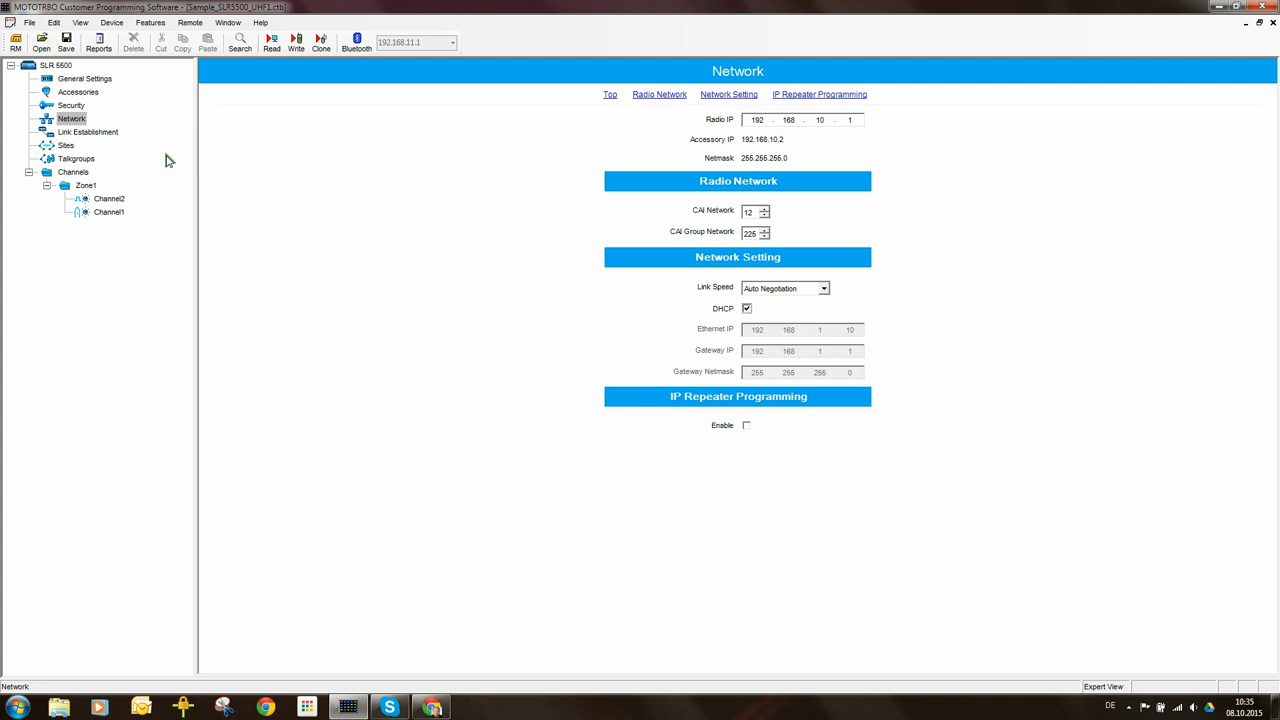 MOTOTRBO Customer Programming Software - [Sample_SLR5500_UHF1.ctb]
File Edit View Device Features Remote Window Help
RM Open Save Reports Delete Cut Copy Paste Search Read Write Clone Bluetooth 192.168.11.1
SLR 5500
General Settings
Accessories
Security
Network
Link Establishment
Sites
Talkgroups
Channels
Zone1
Channel2
Channel1
Network
Top Radio Network Network Setting IP Repeater Programming
Radio IP 192 . 168 . 10 . 1
Accessory IP 192.168.10.2
Netmask 255.255.255.0
Radio Network
CAI Network 12
CAI Group Network 225
Network Setting
Link Speed Auto Negotiation
DHCP
Ethernet IP 192 168 1 10
Gateway IP 192 168 1 1
Gateway Netmask 255 255 255 0
IP Repeater Programming
Enable
Network Expert View
DE 10:35
08.10.2015